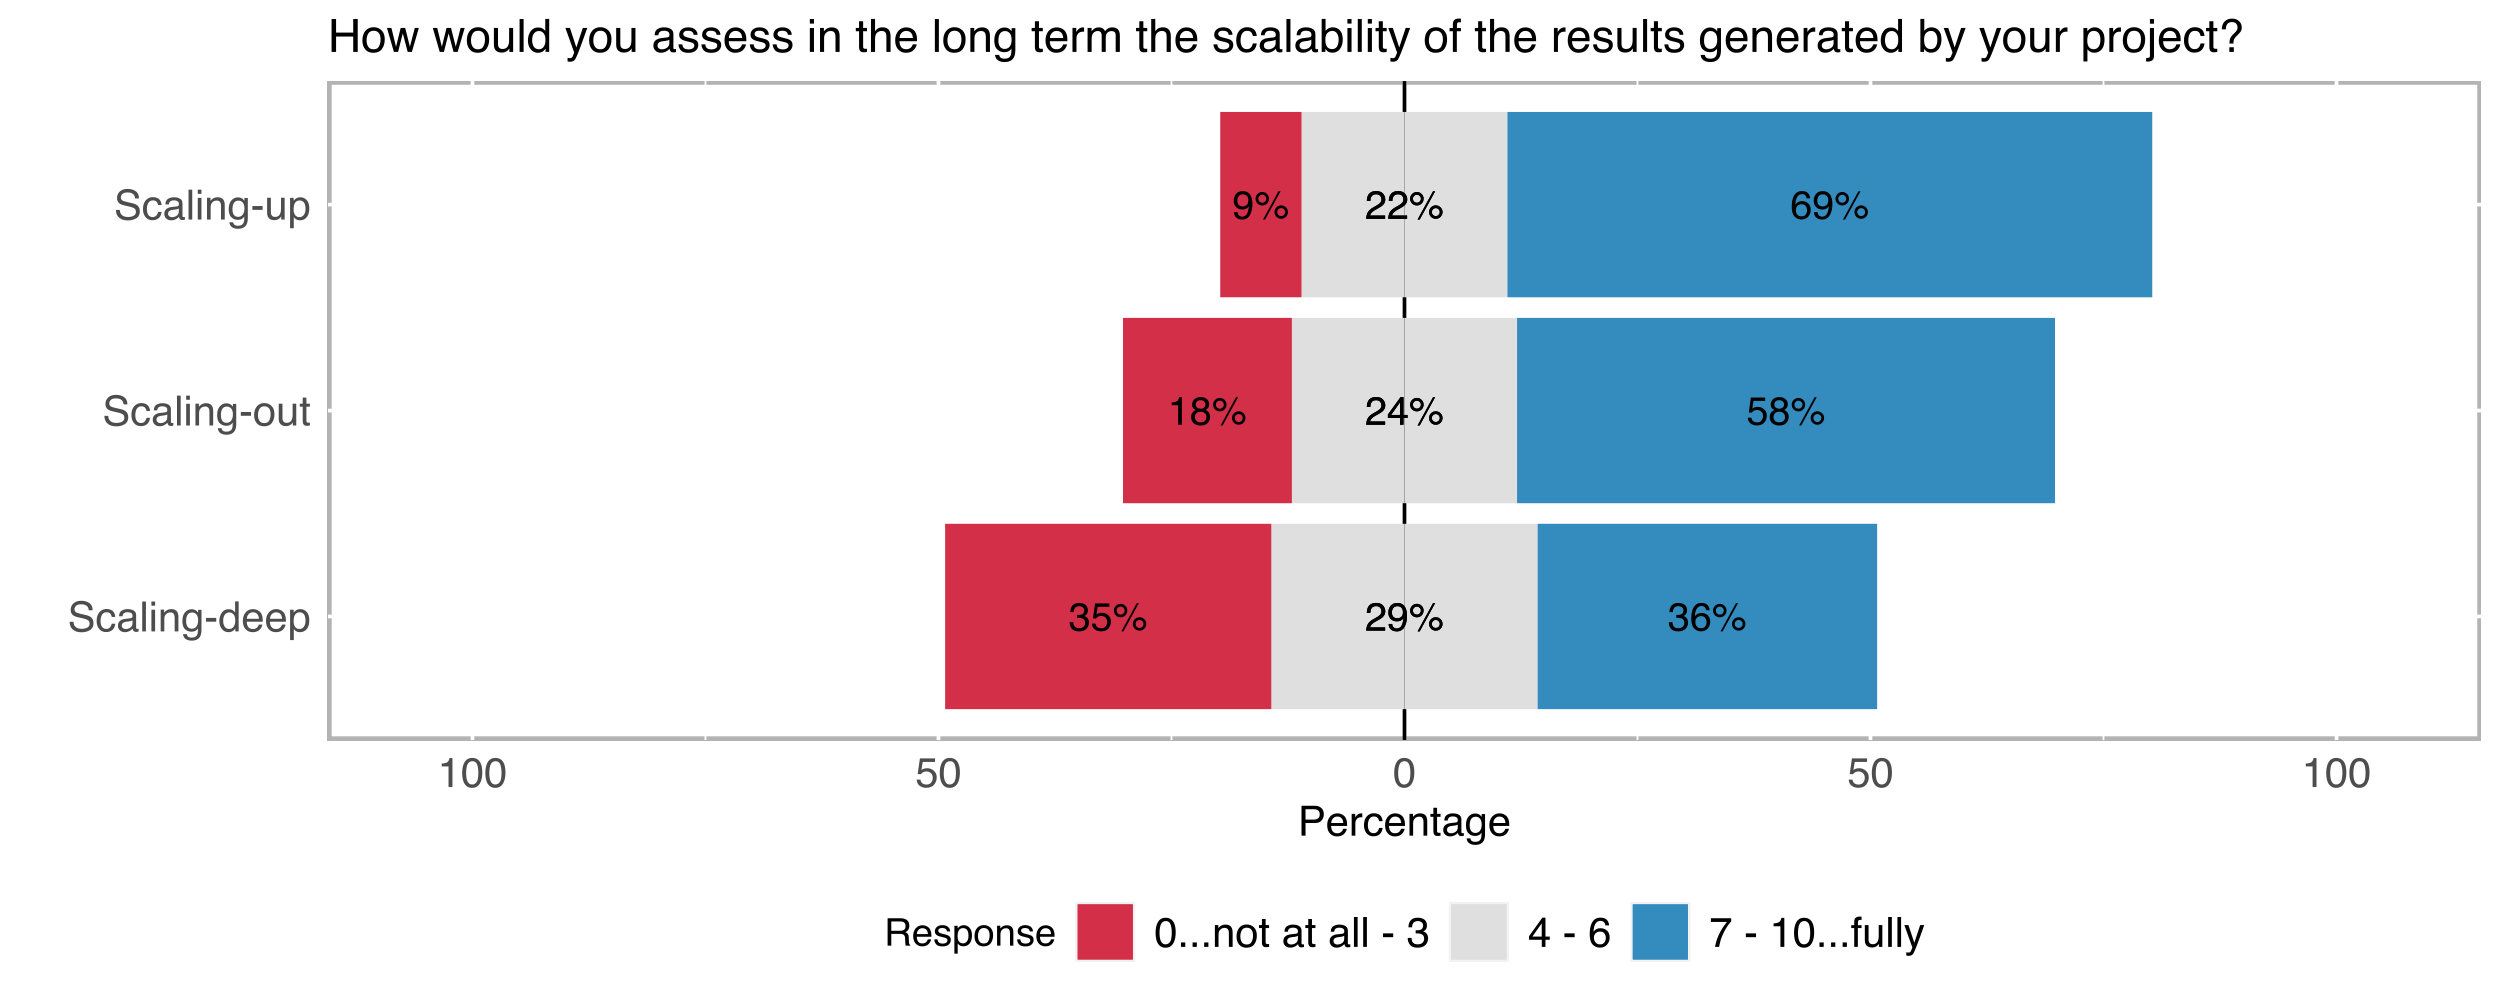 How would you assess in the long term the scalability of the results generated by your project?
Scaling-up 9% 22% 69%
Scaling-out 18% 24% 58%
Scaling-deep 35% 29% 36%
100 50 0 50 100
Percentage
Response 0...not at all - 3 4 - 6 7 - 10...fully